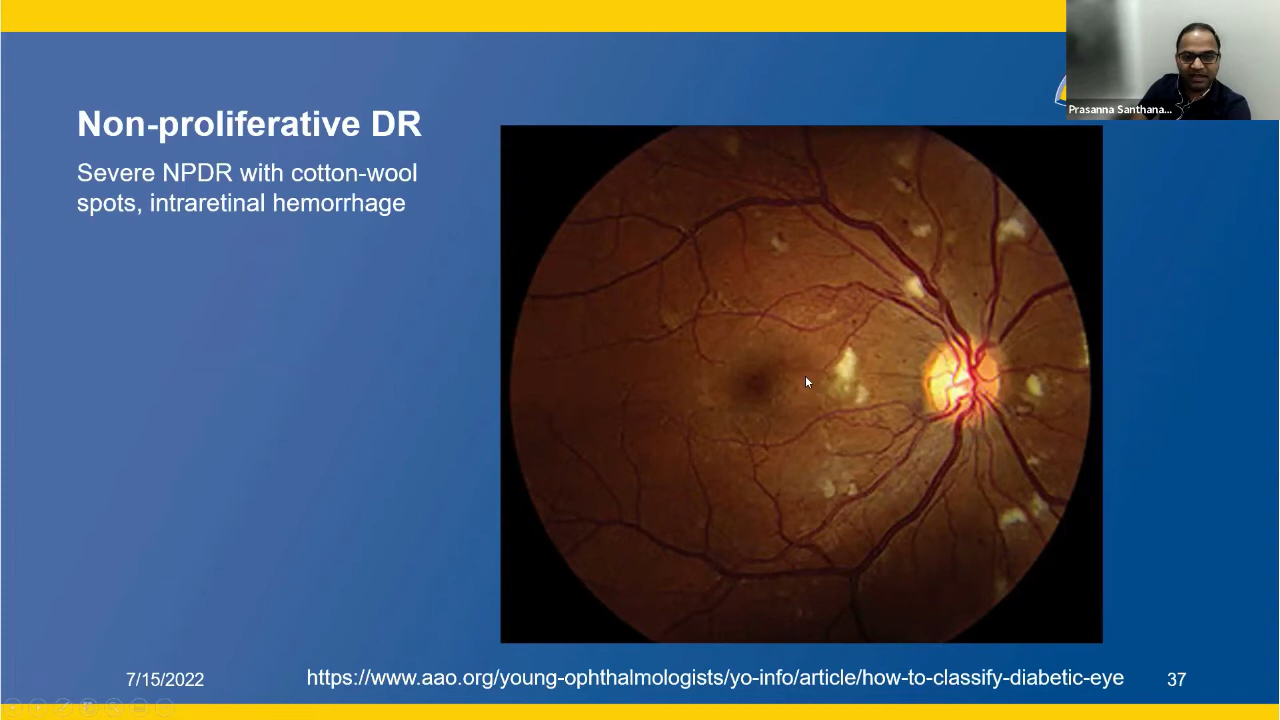 Prasanna Santhana...
Non-proliferative DR
Severe NPDR with cotton-wool
spots, intraretinal hemorrhage
7/15/2022
https://www.aao.org/young-ophthalmologists/yo-info/article/how-to-classify-diabetic-eye
37